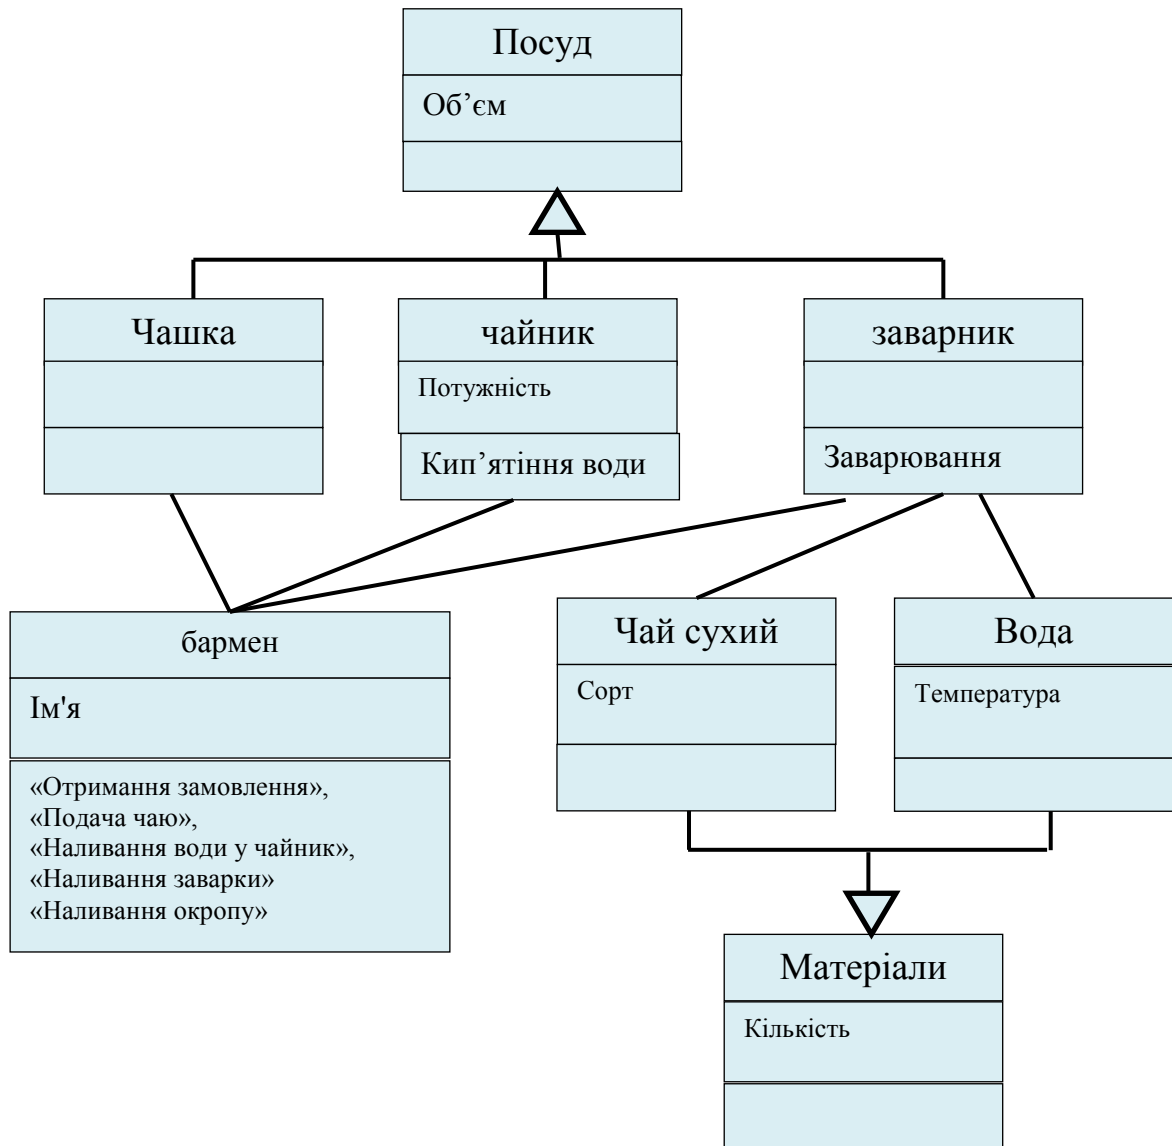 Посуд
Об’єм
Чашка
чайник
Потужність
Кип’ятіння води
заварник
Заварювання
бармен
Ім'я
«Отримання замовлення»,
«Подача чаю»,
«Наливання води у чайник»,
«Наливання заварки»
«Наливання окропу»
Чай сухий
Сорт
Вода
Температура
Матеріали
Кількість